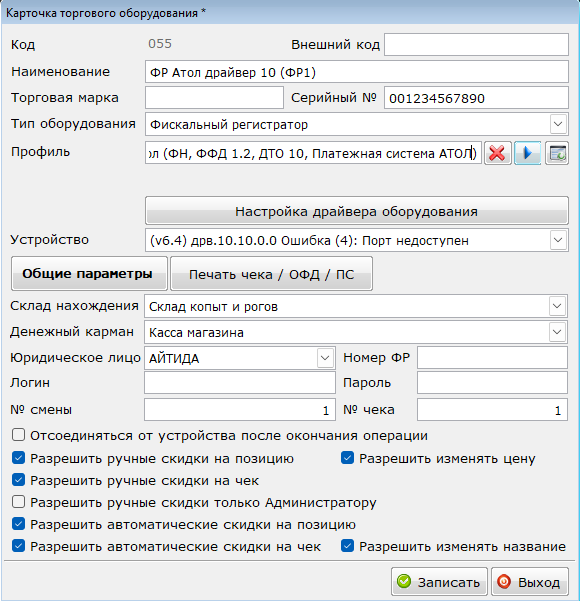 Карточка торгового оборудования *
Код 055 Внешний код
Наименование ФР Атол драйвер 10 (ФР1)
Торговая марка Серийный № 001234567890
Тип оборудования Фискальный регистратор
Профиль ол (ФН, ФФД 1.2, ДТО 10, Платежная система АТОЛ)
Настройка драйвера оборудования
Устройство (v6.4) дрв.10.10.0.0 Ошибка (4): Порт недоступен
Общие параметры Печать чека / ОФД / ПС
Склад нахождения Склад копыт и рогов
Денежный карман Касса магазина
Юридическое лицо АЙТИДА Номер ФР
Логин Пароль
№ смены 1 № чека 1
Отсоединяться от устройства после окончания операции
Разрешить ручные скидки на позицию Разрешить изменять цену
Разрешить ручные скидки на чек
Разрешить ручные скидки только Администратору
Разрешить автоматические скидки на позицию
Разрешить автоматические скидки на чек Разрешить изменять название
Записать Выход